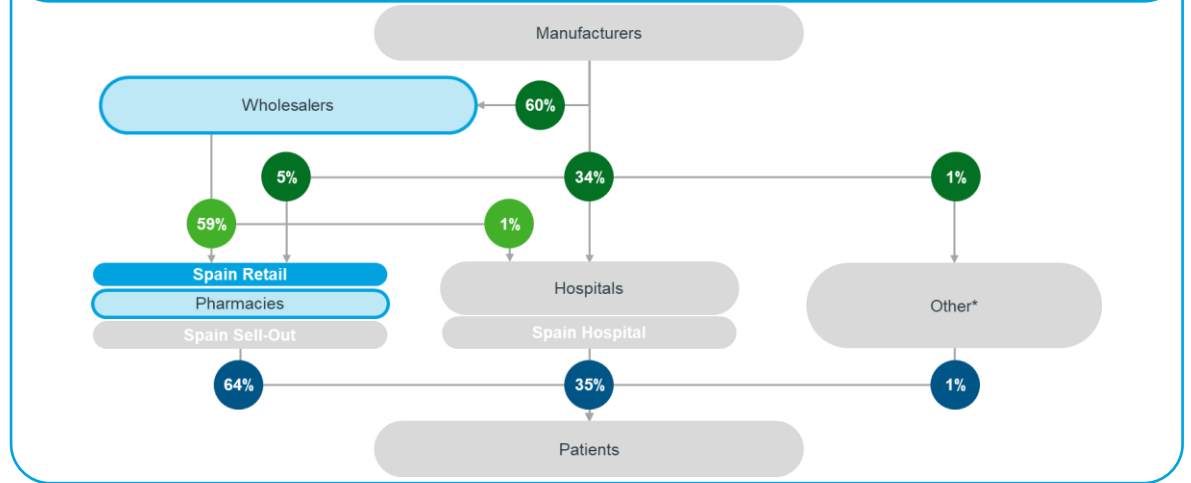 Manufacturers
Wholesalers
60%
5%
34%
1%
59%
1%
Spain Retail
Pharmacies
Spain Sell-Out
Hospitals
Spain Hospital
Other*
64%
35%
1%
Patients